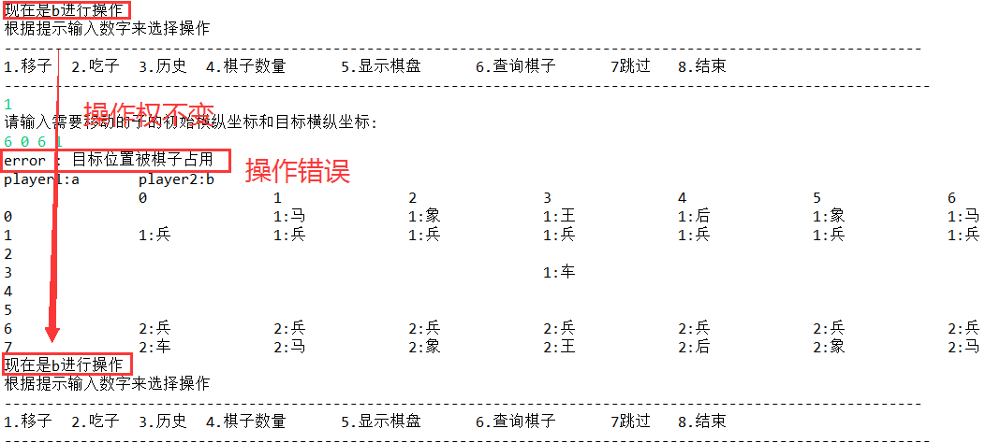 现在是b进行操作
根据提示输入数字来选择操作
--------------------------------------------------------------------------------------------------------------
1.移子 2.吃子 3.历史 4.棋子数量 5.显示棋盘 6.查询棋子 7跳过 8.结束
---------------------------------------------------------------------------------------------------------------
1
操作权不变
请输入需要移动的子的初始横纵坐标和目标横纵坐标:
6 0 6 1
error : 目标位置被棋子占用
操作错误
player1:a player2:b
0 1 2 3 4 5 6
0 1:马 1:象 1:王 1:后 1:象 1:马
1 1:兵 1:兵 1:兵 1:兵 1:兵 1:兵 1:兵
2
3 1:车
4
5
6 2:兵 2:兵 2:兵 2:兵 2:兵 2:兵 2:兵
7 2:车 2:马 2:象 2:王 2:后 2:象 2:马
现在是b进行操作
根据提示输入数字来选择操作
--------------------------------------------------------------------------------------------------------------
1.移子 2.吃子 3.历史 4.棋子数量 5.显示棋盘 6.查询棋子 7跳过 8.结束
---------------------------------------------------------------------------------------------------------------